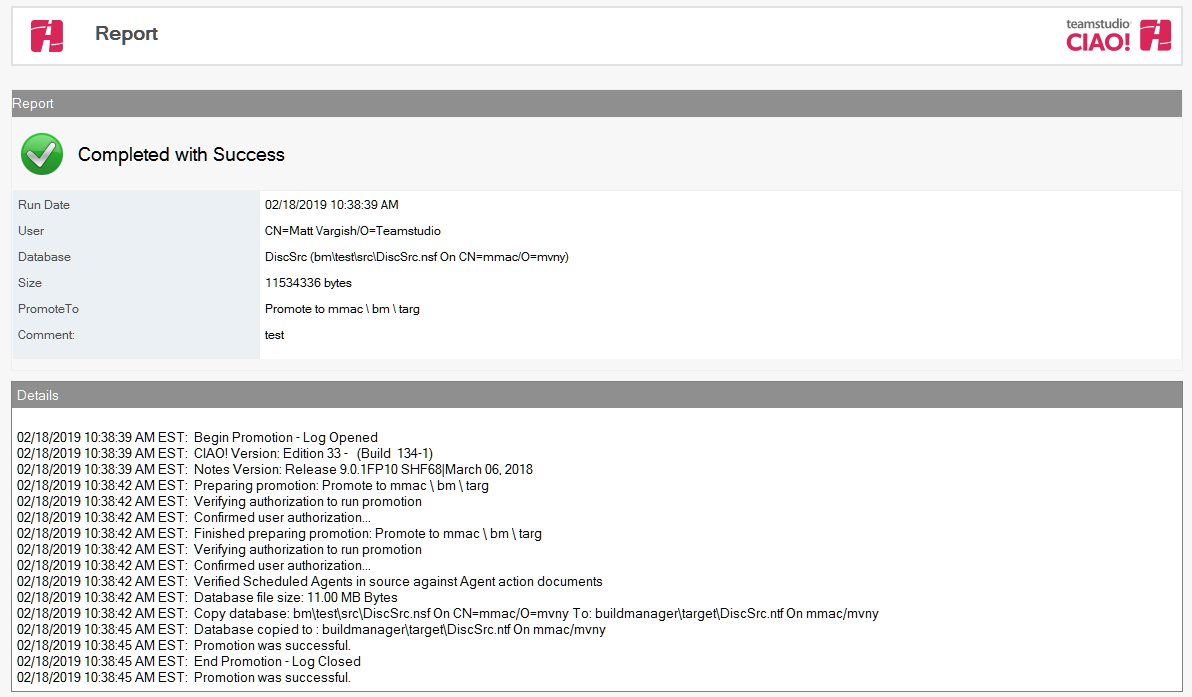 Report
teamstudio
CIAO!
Report
Completed with Success
Run Date 02/18/2019 10:38:39 AM
User CN=Matt Vargish/O=Teamstudio
Database DiscSrc (bm\test\src\DiscSrc.nsf On CN=mmac/O=mvny)
Size 11534336 bytes
PromoteTo Promote to mmac \ bm \ targ
Comment: test
Details
02/18/2019 10:38:39 AM EST: Begin Promotion - Log Opened
02/18/2019 10:38:39 AM EST: CIAO! Version: Edition 33 - (Build 134-1)
02/18/2019 10:38:39 AM EST: Notes Version: Release 9.0.1FP10 SHF68|March 06, 2018
02/18/2019 10:38:42 AM EST: Preparing promotion: Promote to mmac \ bm \ targ
02/18/2019 10:38:42 AM EST: Verifying authorization to run promotion
02/18/2019 10:38:42 AM EST: Confirmed user authorization...
02/18/2019 10:38:42 AM EST: Finished preparing promotion: Promote to mmac \ bm \ targ
02/18/2019 10:38:42 AM EST: Verifying authorization to run promotion
02/18/2019 10:38:42 AM EST: Confirmed user authorization...
02/18/2019 10:38:42 AM EST: Verified Scheduled Agents in source against Agent action documents
02/18/2019 10:38:42 AM EST: Database file size: 11.00 MB Bytes
02/18/2019 10:38:42 AM EST: Copy database: bm\test\src\DiscSrc.nsf On CN=mmac/O=mvny To: buildmanager\target\DiscSrc.ntf On mmac/mvny
02/18/2019 10:38:45 AM EST: Database copied to : buildmanager\target\DiscSrc.ntf On mmac/mvny
02/18/2019 10:38:45 AM EST: Promotion was successful.
02/18/2019 10:38:45 AM EST: End Promotion - Log Closed
02/18/2019 10:38:45 AM EST: Promotion was successful.